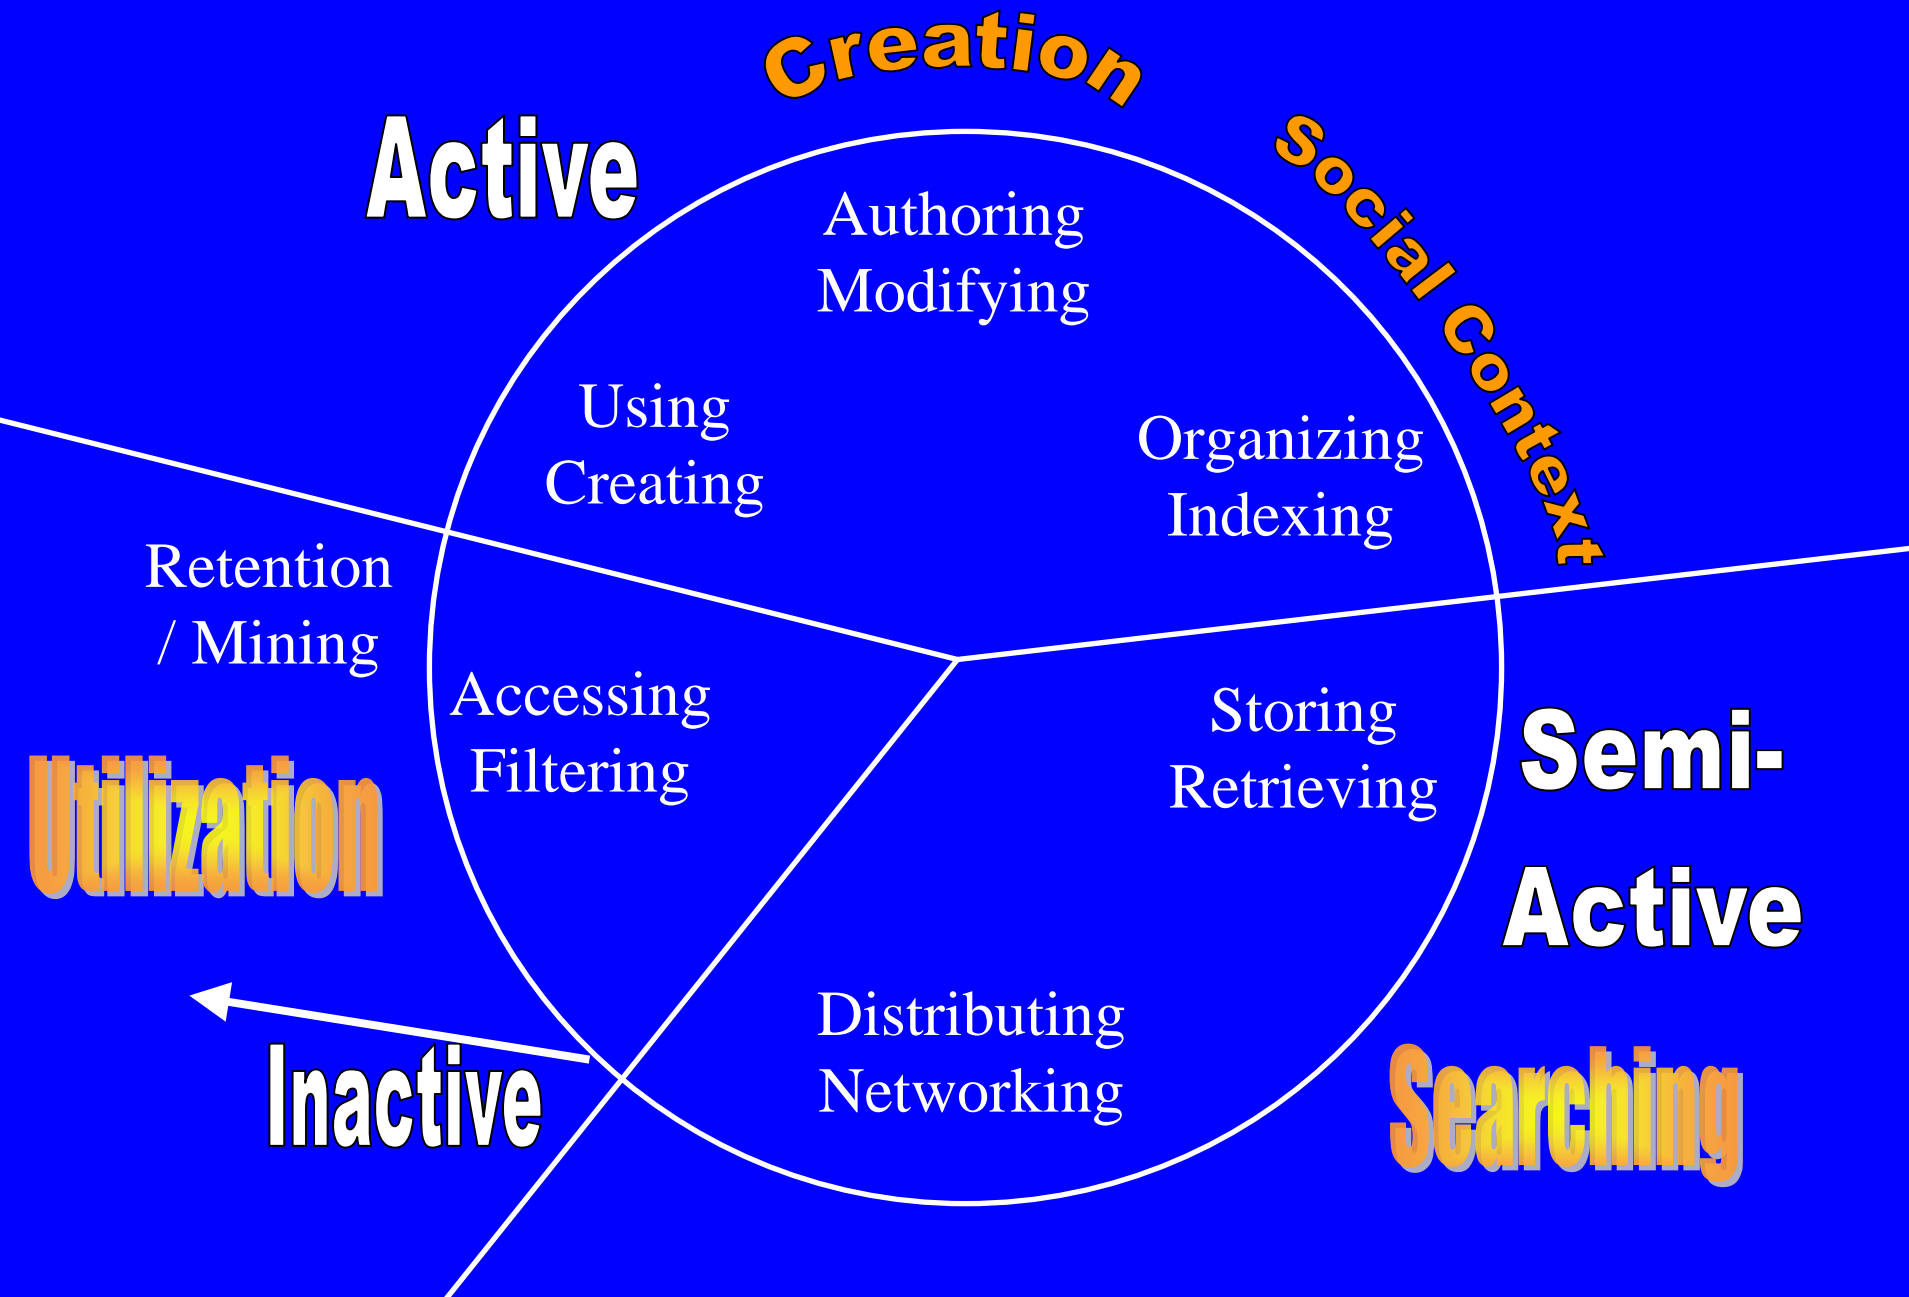 Creation
Active
Social Context
Authoring
Modifying
Using
Creating
Organizing
Indexing
Retention
/ Mining
Accessing
Filtering
Storing
Retrieving
Semi-
Active
Utilization
Distributing
Networking
Inactive
Searching